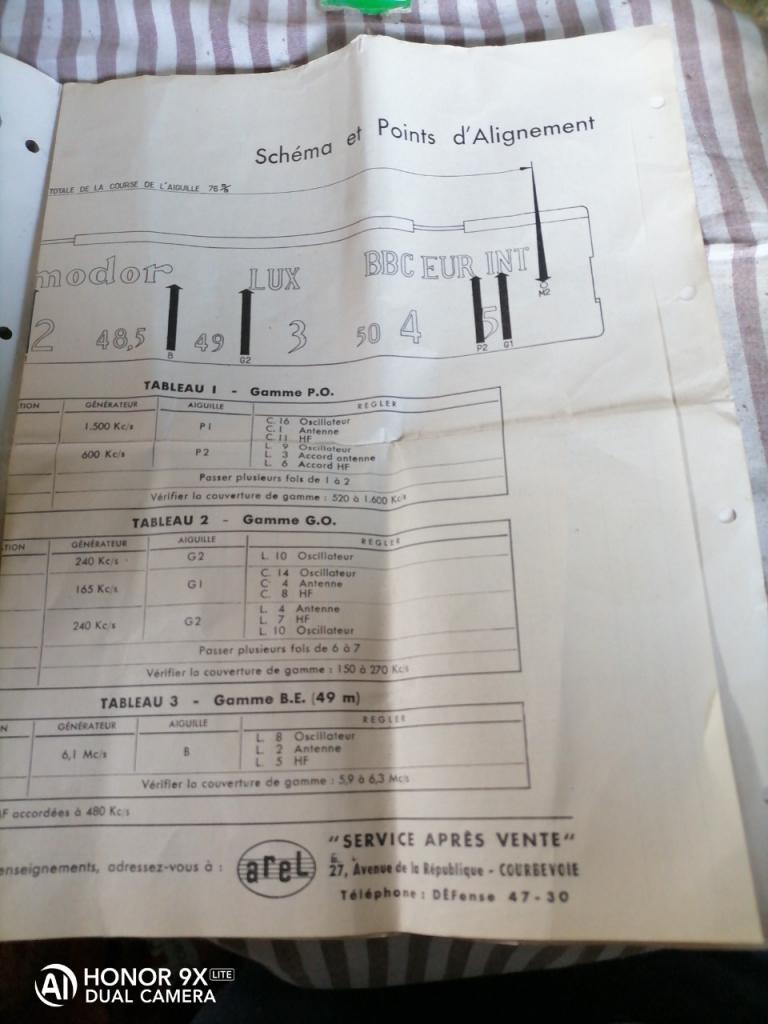 Schéma et Points d'Alignement
TOTALE DE LA COURSE DE L'AIGUILLE 76
modor LUX BBC EUR INT
M2
2 48,5 49 3 50 4 5
B G2 P2 G1
TABLEAU 1 - Gamme P.O.
TION GÉNÉRATEUR AIGUILLE REGLER
1.500 Kc/s P1 C. 16 Oscillateur
C. 1 Antenne
C. 11 HF
600 Kc/s P2 L. 9 Oscillateur
L. 3 Accord antenne
L. 6 Accord HF
Passer plusieurs fois de 1 à 2
Vérifier la couverture de gamme : 520 à 1.600 Kc/s
TABLEAU 2 - Gamme G.O.
TION GÉNÉRATEUR AIGUILLE REGLER
240 Kc/s G2 L. 10 Oscillateur
165 Kc/s G1 C. 14 Oscillateur
C. 4 Antenne
C. 8 HF
240 Kc/s G2 L. 4 Antenne
L. 7 HF
L. 10 Oscillateur
Passer plusieurs fois de 6 à 7
Vérifier la couverture de gamme : 150 à 270 Kc/s
TABLEAU 3 - Gamme B.E. (49 m)
N GÉNÉRATEUR AIGUILLE REGLER
6,1 Mc/s B L. 8 Oscillateur
L. 2 Antenne
L. 5 HF
Vérifier la couverture de gamme : 5,9 à 6,3 Mc/s
F accordées à 480 Kc/s
"SERVICE APRÈS VENTE"
enseignements, adressez-vous à : arel 27, Avenue de la République - COURBEVOIE
Téléphone : DÉFense 47-30
HONOR 9X LITE
AI DUAL CAMERA